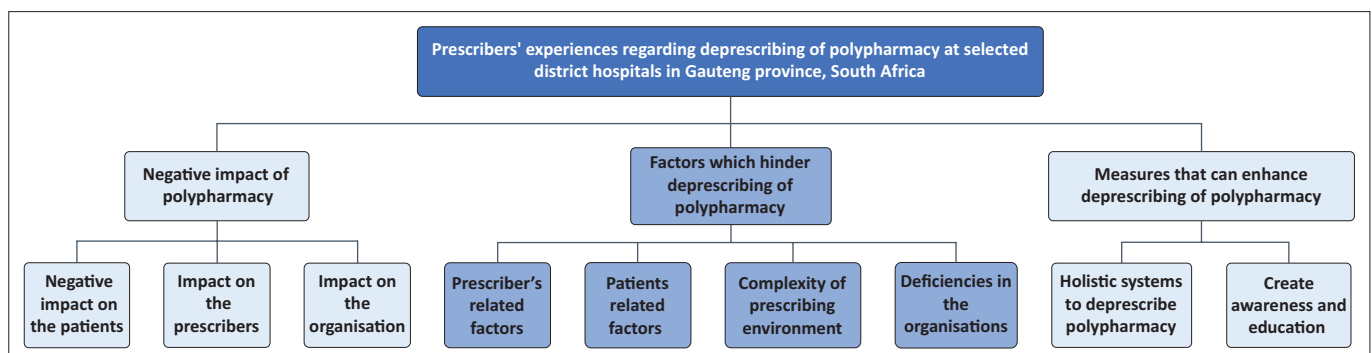 Prescribers' experiences regarding deprescribing of polypharmacy at selected
district hospitals in Gauteng province, South Africa
Negative impact of
polypharmacy
Factors which hinder
deprescribing of
polypharmacy
Measures that can enhance
deprescribing of polypharmacy
Negative
impact on
the patients
Impact on
the
prescribers
Impact on
the
organisation
Prescriber’s
related
factors
Patients
related
factors
Complexity of
prescribing
environment
Deficiencies in
the
organisations
Holistic systems
to deprescribe
polypharmacy
Create
awareness and
education